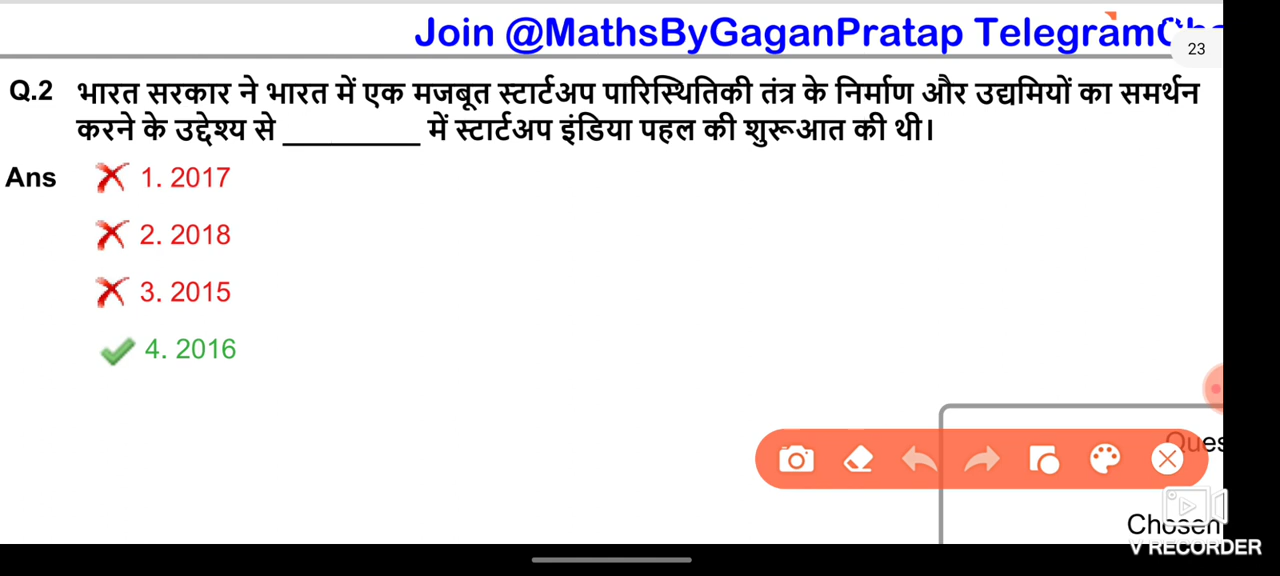 Join @MathsByGaganPratap Telegram
23
Q.2 भारत सरकार ने भारत में एक मजबूत स्टार्टअप पारिस्थितिकी तंत्र के निर्माण और उद्यमियों का समर्थन
करने के उद्देश्य से _________ में स्टार्टअप इंडिया पहल की शुरूआत की थी।
Ans 1. 2017
2. 2018
3. 2015
4. 2016
Ques
Chosen
V RECORDER